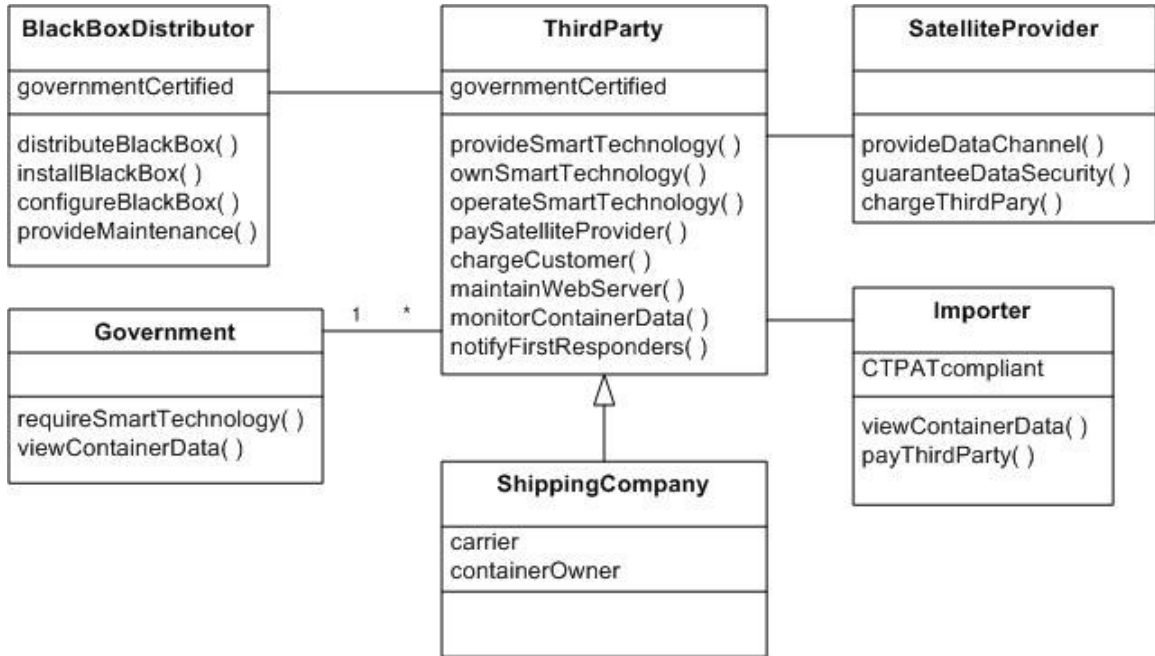 BlackBoxDistributor
governmentCertified
distributeBlackBox( )
installBlackBox( )
configureBlackBox( )
provideMaintenance( )
ThirdParty
governmentCertified
provideSmartTechnology( )
ownSmartTechnology( )
operateSmartTechnology( )
paySatelliteProvider( )
chargeCustomer( )
maintainWebServer( )
monitorContainerData( )
notifyFirstResponders( )
SatelliteProvider
provideDataChannel( )
guaranteeDataSecurity( )
chargeThirdPary( )
Government
requireSmartTechnology( )
viewContainerData( )
1 *
Importer
CTPATcompliant
viewContainerData( )
payThirdParty( )
ShippingCompany
carrier
containerOwner